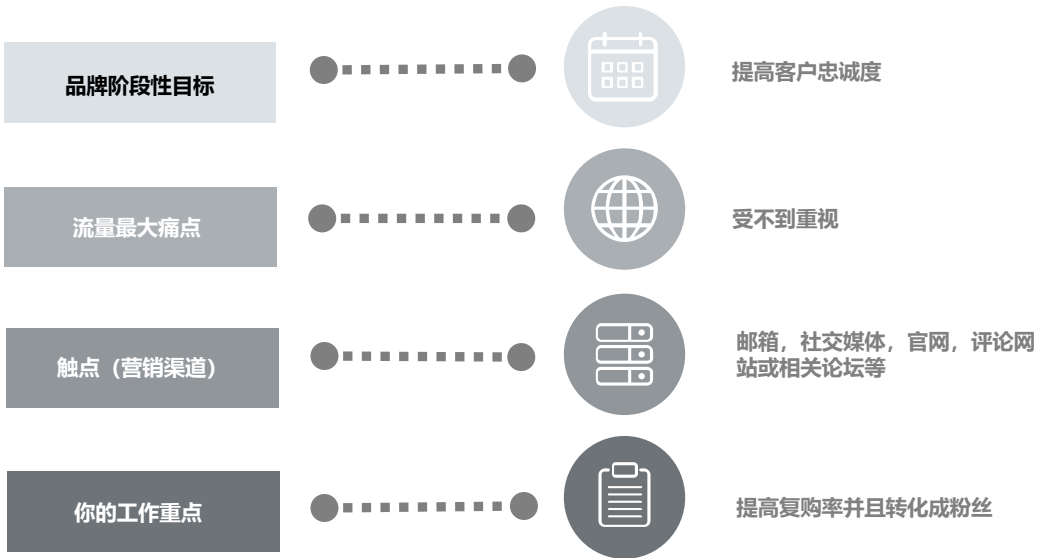 品牌阶段性目标
提高客户忠诚度
流量最大痛点
受不到重视
触点（营销渠道）
邮箱，社交媒体，官网，评论网
站或相关论坛等
你的工作重点
提高复购率并且转化成粉丝